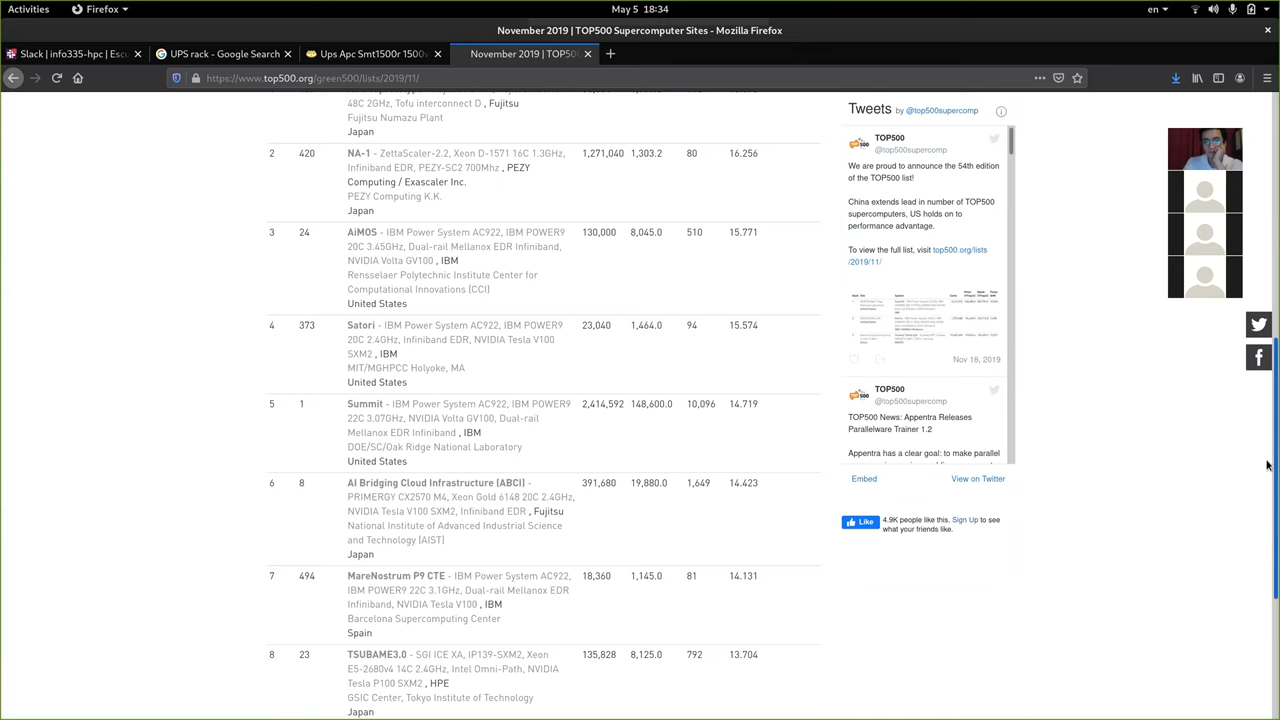 Activities
Firefox
May 5 18:34
en
November 2019 | TOP500 Supercomputer Sites - Mozilla Firefox
Slack | info335-hpc | Escu
UPS rack - Google Search
Ups Apc Smt1500r 1500v
November 2019 | TOP50
https://www.top500.org/green500/lists/2019/11/
48C 2GHz, Tofu interconnect D , Fujitsu
Fujitsu Numazu Plant
Japan
2 420 NA-1 - ZettaScaler-2.2, Xeon D-1571 16C 1.3GHz, 1,271,040 1,303.2 80 16.256
Infiniband EDR, PEZY-SC2 700Mhz , PEZY
Computing / Exascaler Inc.
PEZY Computing K.K.
Japan
3 24 AiMOS - IBM Power System AC922, IBM POWER9 130,000 8,045.0 510 15.771
20C 3.45GHz, Dual-rail Mellanox EDR Infiniband,
NVIDIA Volta GV100 , IBM
Rensselaer Polytechnic Institute Center for
Computational Innovations (CCI)
United States
Satori - IBM Power System AC922, IBM POWER9 23,040 94 15.574
Infiniband EDR, NVIDIA Tesla V100
SXM2 , IBM
MIT/MGHPCC Holyoke, MA
United States
5 1 Summit - IBM Power System AC922, IBM POWER9 2,414,592 148,600.0 10,096 14.719
22C 3.07GHz, NVIDIA Volta GV100, Dual-rail
Mellanox EDR Infiniband , IBM
DOE/SC/Oak Ridge National Laboratory
United States
6 8 AI Bridging Cloud Infrastructure (ABCI) - 391,680 19,880.0 1,649 14.423
PRIMERGY CX2570 M4, Xeon Gold 6148 20C 2.4GHz,
NVIDIA Tesla V100 SXM2, Infiniband EDR , Fujitsu
National Institute of Advanced Industrial Science
and Technology (AIST)
Japan
7 494 MareNostrum P9 CTE - IBM Power System AC922, 18,360 1,145.0 81 14.131
IBM POWER9 22C 3.1GHz, Dual-rail Mellanox EDR
Infiniband, NVIDIA Tesla V100 , IBM
Barcelona Supercomputing Center
Spain
8 23 TSUBAME3.0 - SGI ICE XA, IP139-SXM2, Xeon 135,828 8,125.0 792 13.704
E5-2680v4 14C 2.4GHz, Intel Omni-Path, NVIDIA
Tesla P100 SXM2 , HPE
GSIC Center, Tokyo Institute of Technology
Japan
Tweets by @top500supercomp
TOP500
@top500supercomp
We are proud to announce the 54th edition
of the TOP500 list!
China extends lead in number of TOP500
supercomputers, US holds on to
performance advantage.
To view the full list, visit top500.org/lists
/2019/11/
Nov 18, 2019
TOP500
@top500supercomp
TOP500 News: Appentra Releases
Parallelware Trainer 1.2
Appentra has a clear goal: to make parallel
Embed
View on Twitter
Like
4.9K people like this. Sign Up to see
what your friends like.